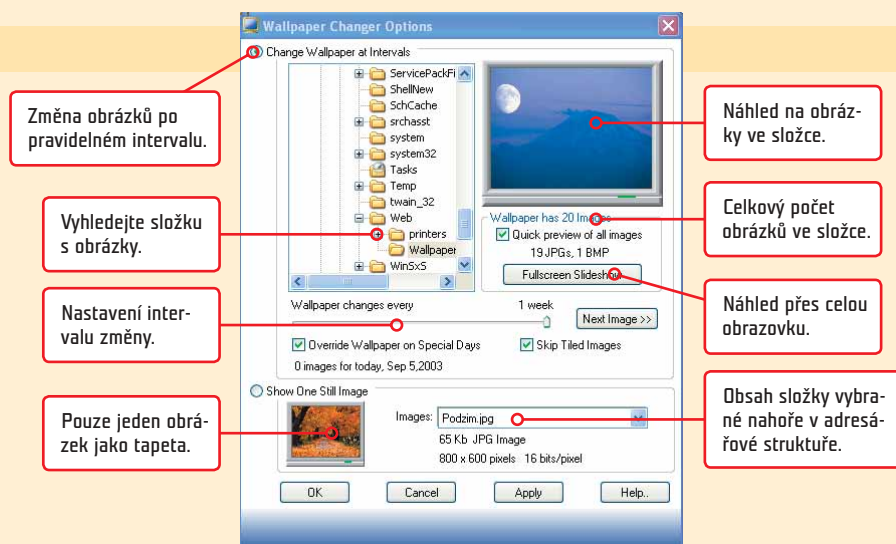 Wallpaper Changer Options
Change Wallpaper at Intervals
ServicePackFi
ShellNew
SchCache
srchasst
system
system32
Tasks
Temp
twain_32
Web
printers
Wallpaper
WinSxS
Wallpaper has 20 Images
Quick preview of all images
19 JPGs, 1 BMP
Fullscreen Slideshow
Wallpaper changes every
1 week
Next Image >>
Override Wallpaper on Special Days
Skip Tiled Images
0 images for today, Sep 5,2003
Show One Still Image
Images:
Podzim.jpg
65 Kb JPG Image
800 x 600 pixels 16 bits/pixel
OK
Cancel
Apply
Help..
Změna obrázků po
pravidelném intervalu.
Vyhledejte složku
s obrázky.
Nastavení inter-
valu změny.
Pouze jeden obrá-
zek jako tapeta.
Náhled na obráz-
ky ve složce.
Celkový počet
obrázků ve složce.
Náhled přes celou
obrazovku.
Obsah složky vybra-
né nahoře v adresá-
řové struktuře.